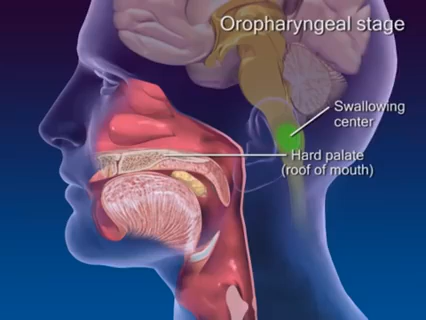 Oropharyngeal stage
Swallowing
center
Hard palate
(roof of mouth)